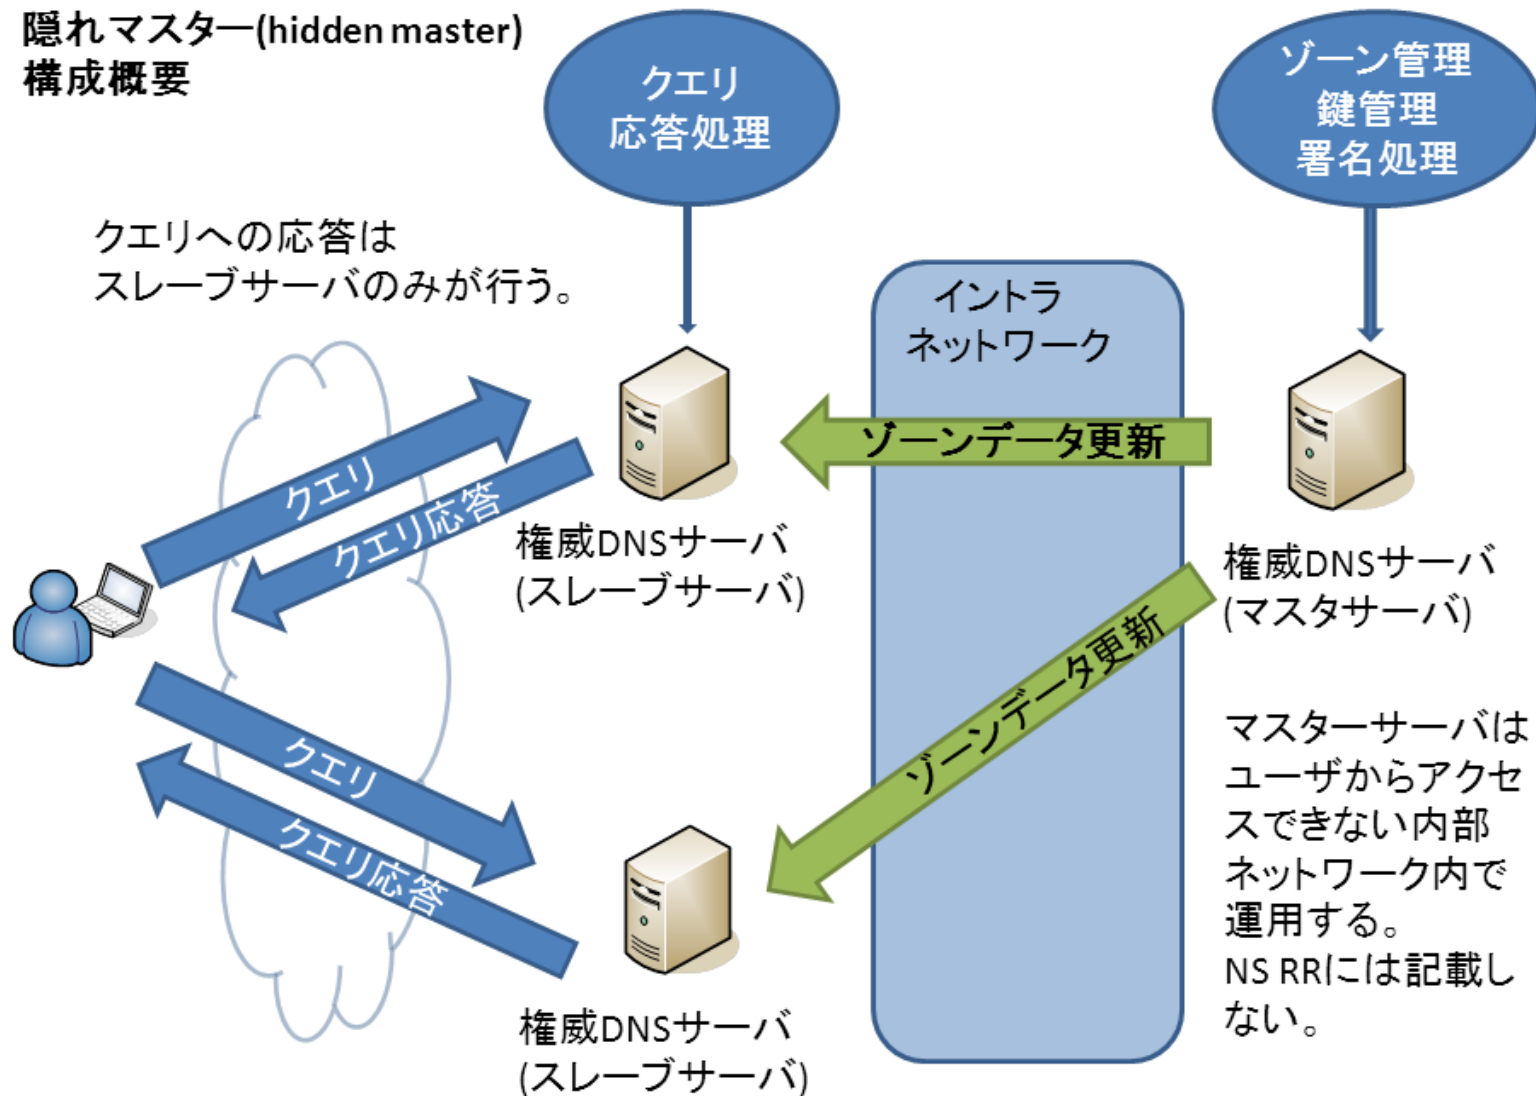 隠れマスター(hidden master)
構成概要
クエリ
応答処理
ゾーン管理
鍵管理
署名処理
クエリへの応答は
スレーブサーバのみが行う。
イントラ
ネットワーク
クエリ
クエリ応答
ゾーンデータ更新
権威DNSサーバ
(スレーブサーバ)
権威DNSサーバ
(マスタサーバ)
ゾーンデータ更新
クエリ
クエリ応答
マスターサーバは
ユーザからアクセ
スできない内部
ネットワーク内で
運用する。
NS RRには記載し
ない。
権威DNSサーバ
(スレーブサーバ)